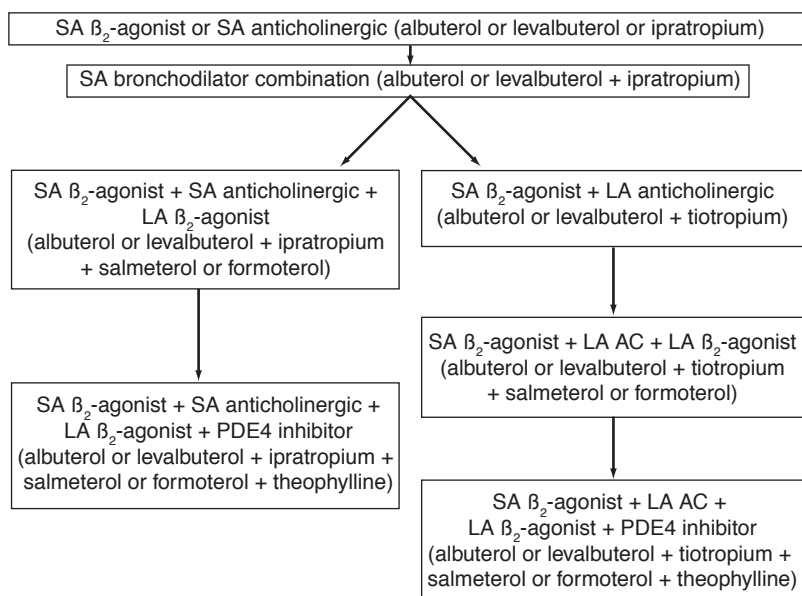 SA ß₂-agonist or SA anticholinergic (albuterol or levalbuterol or ipratropium)
SA bronchodilator combination (albuterol or levalbuterol + ipratropium)
SA ß₂-agonist + SA anticholinergic +
LA ß₂-agonist
(albuterol or levalbuterol + ipratropium
+ salmeterol or formoterol)
SA ß₂-agonist + SA anticholinergic +
LA ß₂-agonist + PDE4 inhibitor
(albuterol or levalbuterol + ipratropium +
salmeterol or formoterol + theophylline)
SA ß₂-agonist + LA anticholinergic
(albuterol or levalbuterol + tiotropium)
SA ß₂-agonist + LA AC + LA ß₂-agonist
(albuterol or levalbuterol + tiotropium
+ salmeterol or formoterol)
SA ß₂-agonist + LA AC +
LA ß₂-agonist + PDE4 inhibitor
(albuterol or levalbuterol + tiotropium +
salmeterol or formoterol + theophylline)